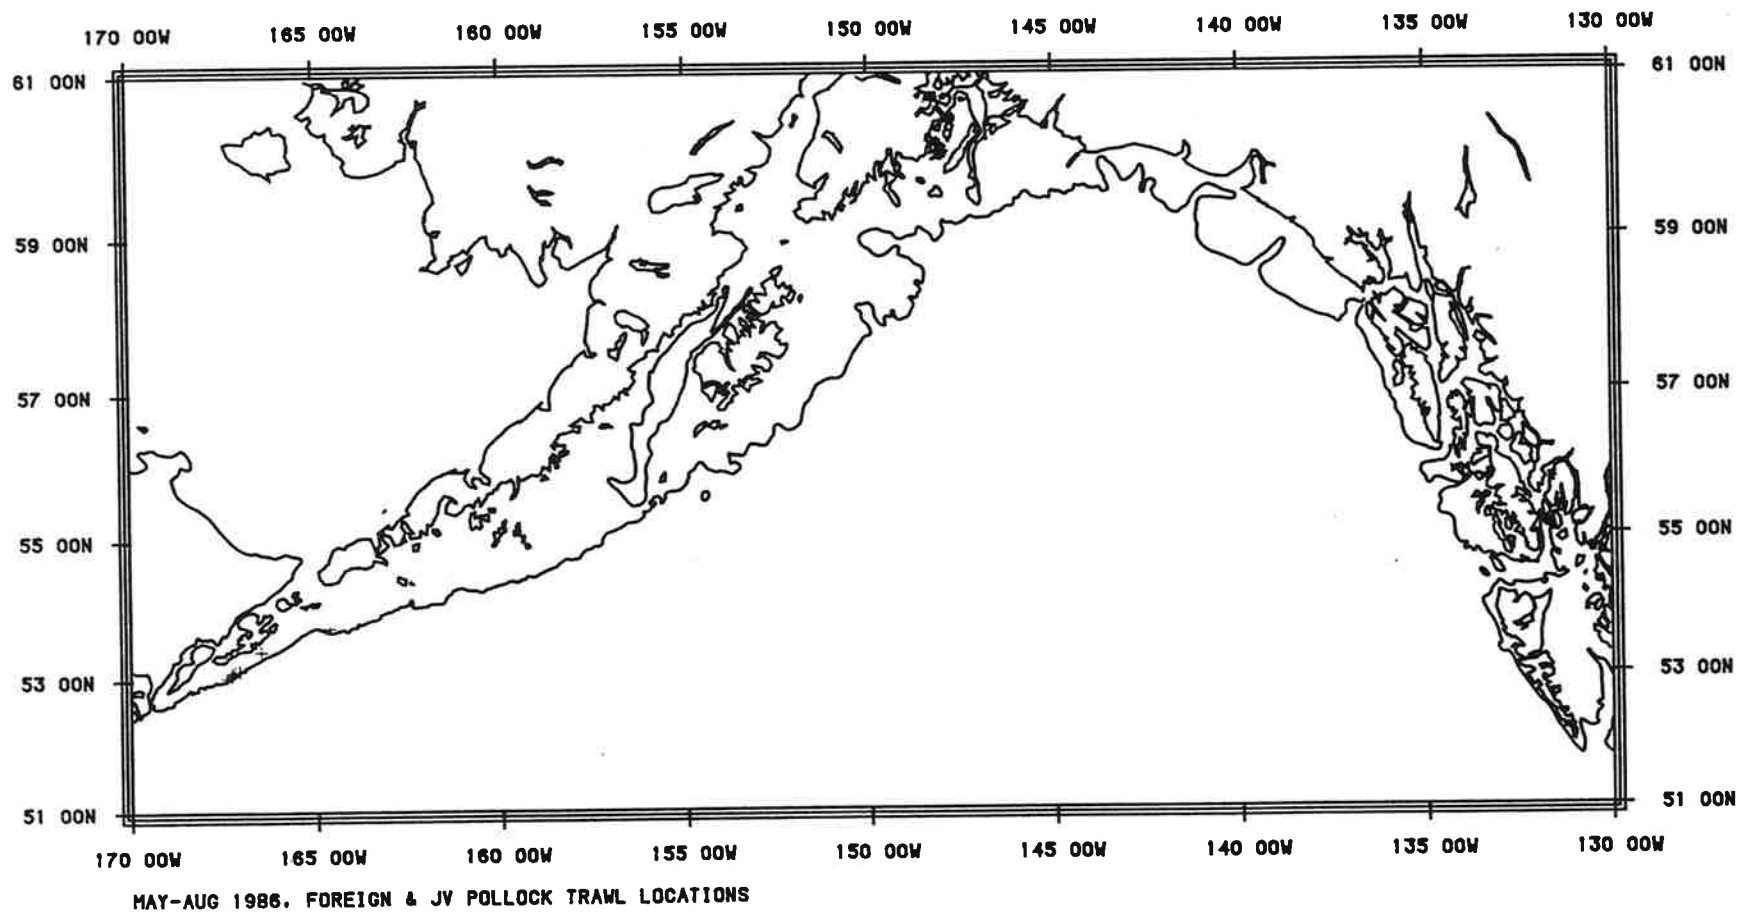 170 00W 165 00W 160 00W 155 00W 150 00W 145 00W 140 00W 135 00W 130 00W
61 00N 61 00N
59 00N 59 00N
57 00N 57 00N
55 00N 55 00N
53 00N 53 00N
51 00N 51 00N
170 00W 165 00W 160 00W 155 00W 150 00W 145 00W 140 00W 135 00W 130 00W
MAY-AUG 1986. FOREIGN & JV POLLOCK TRAWL LOCATIONS